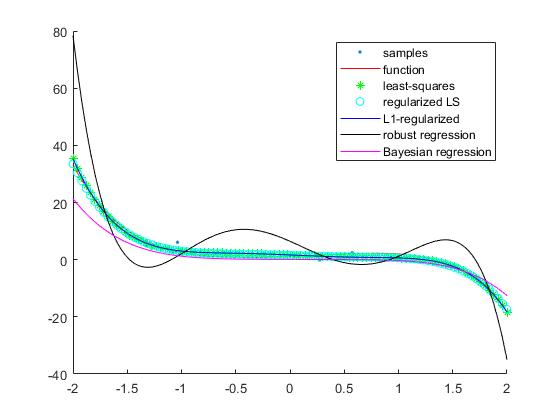 80
60
40
20
0
-20
-40
-2
-1.5
-1
-0.5
0
0.5
1
1.5
2
samples
function
least-squares
regularized LS
L1-regularized
robust regression
Bayesian regression